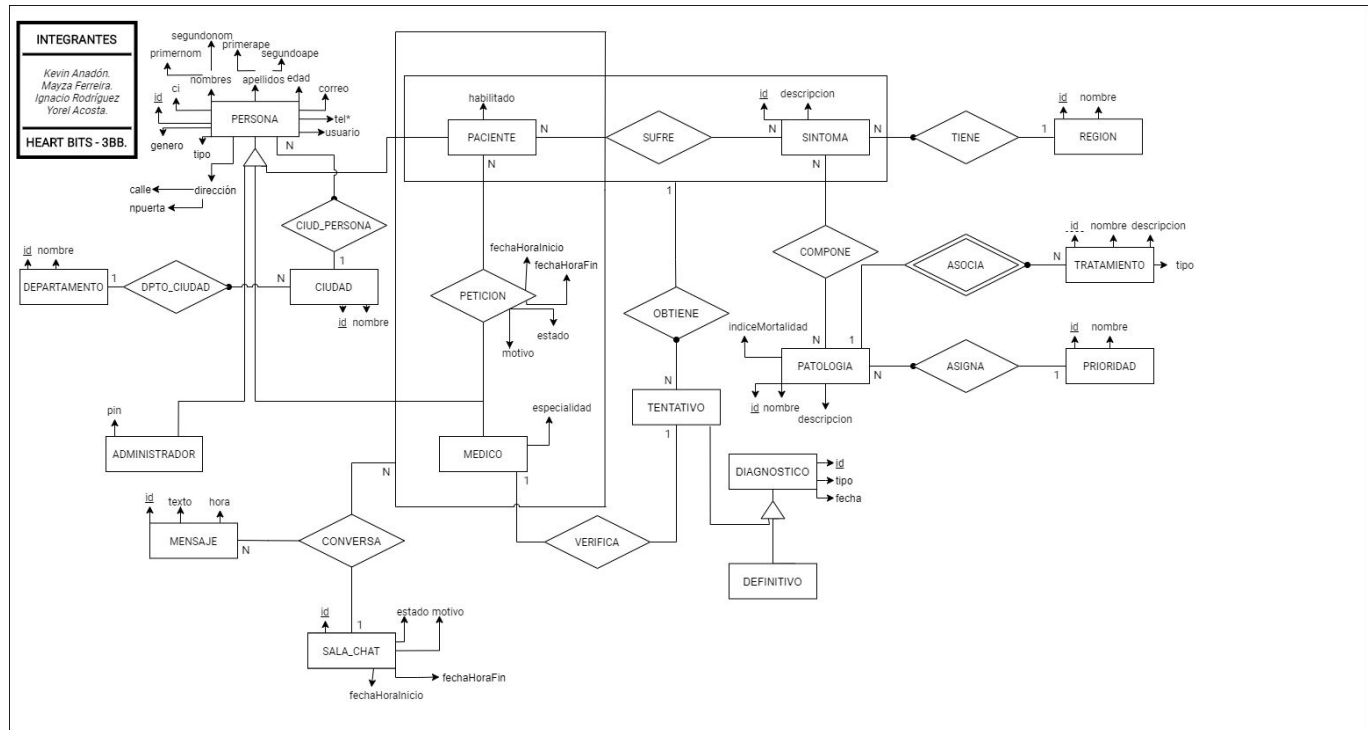 INTEGRANTES
Kevin Anadón.
Mayza Ferreira.
Ignacio Rodríguez
Yorel Acosta.
HEART BITS - 3BB.
segundonom
primernom
primerape
segundoape
nombres
apellidos
edad
correo
ci
id
PERSONA
tel*
usuario
genero
tipo
N
calle
dirección
npuerta
CIUD_PERSONA
1
id nombre
DEPARTAMENTO
1
DPTO_CIUDAD
N
CIUDAD
id nombre
habilitado
PACIENTE
N
N
SUFRE
N
id descripcion
SINTOMA
N
N
TIENE
1
id nombre
REGION
1
fechaHoraInicio
fechaHoraFin
PETICION
estado
motivo
OBTIENE
N
COMPONE
N
ASOCIA
1
N
id nombre descripcion
TRATAMIENTO
tipo
indiceMortalidad
PATOLOGIA
1
N
id nombre
descripcion
ASIGNA
1
id nombre
PRIORIDAD
TENTATIVO
1
pin
ADMINISTRADOR
especialidad
MEDICO
1
VERIFICA
DIAGNOSTICO
id
tipo
fecha
DEFINITIVO
N
id texto hora
MENSAJE
N
CONVERSA
1
id
estado motivo
SALA_CHAT
fechaHoraInicio
fechaHoraFin